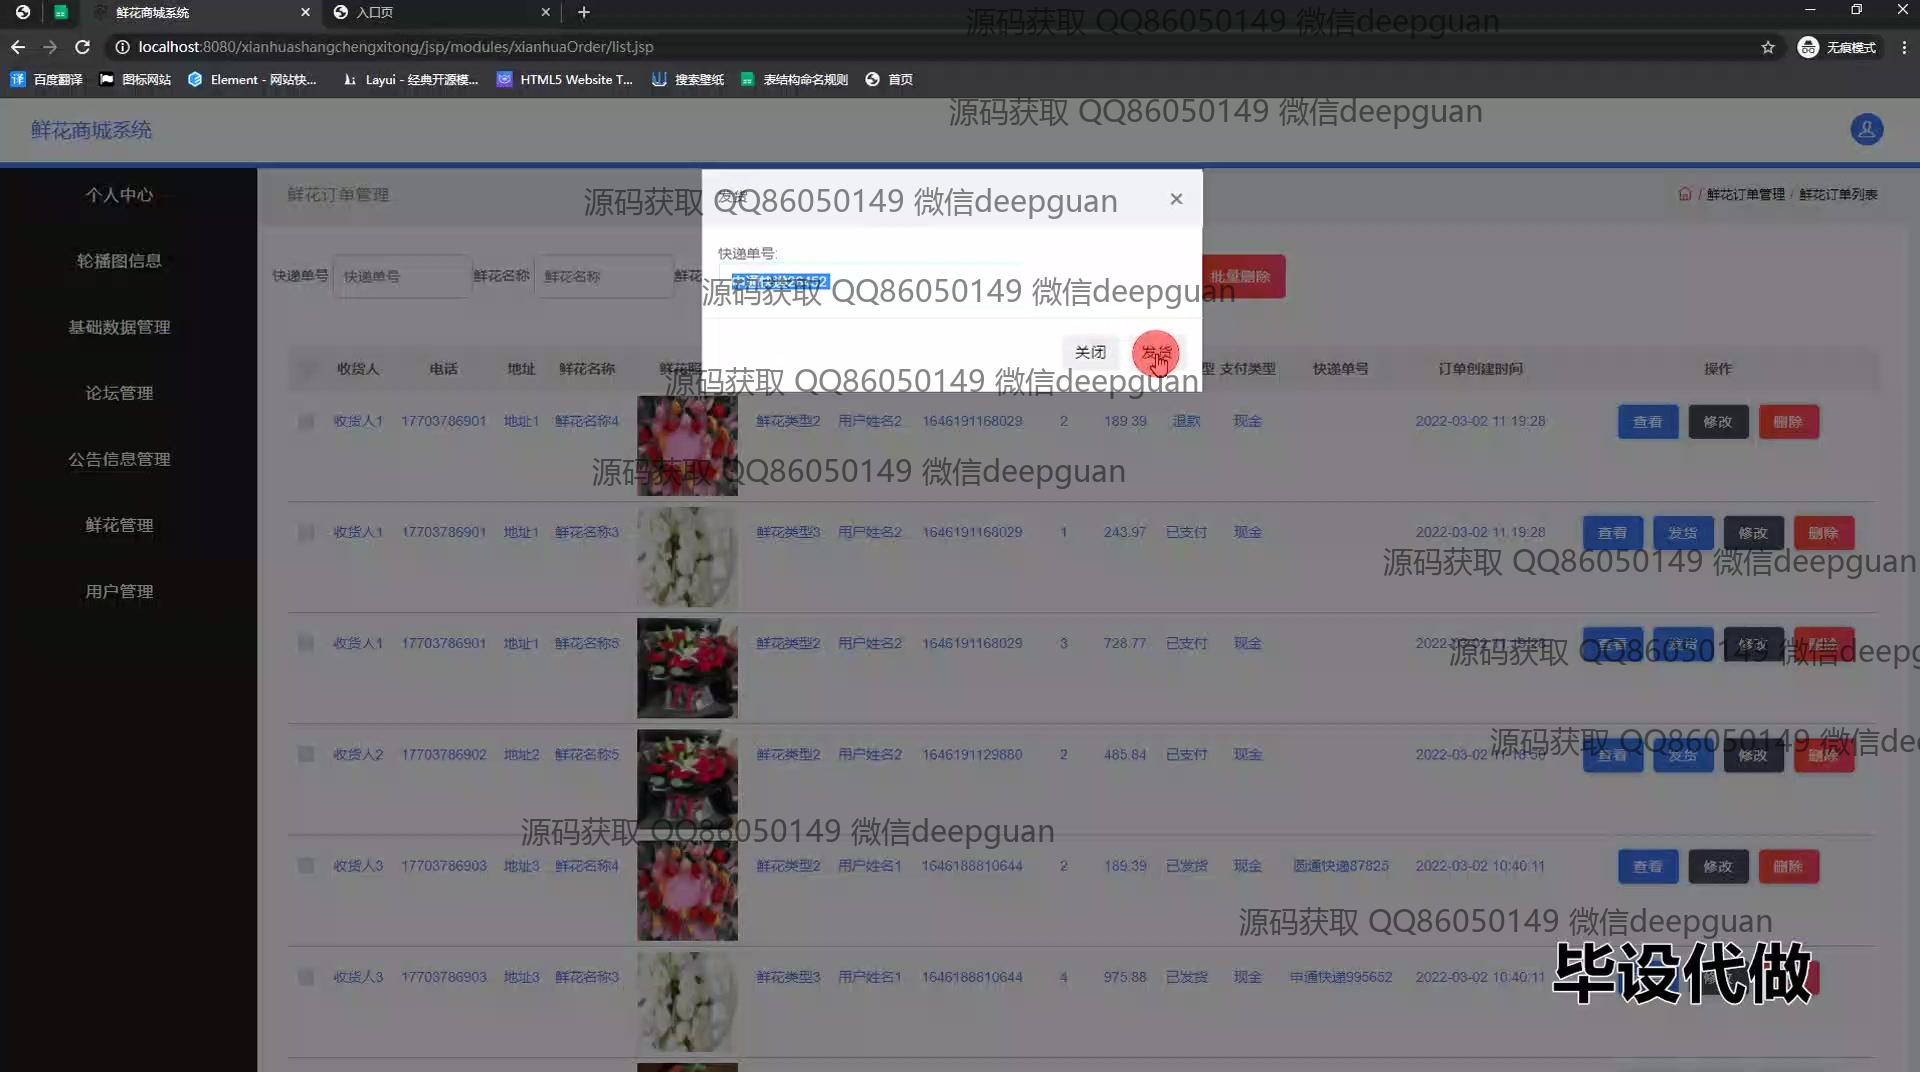 鲜花商城系统
入口页
localhost:8080/xianhuashangchengxitong/jsp/modules/xianhuaOrder/list.jsp
无痕模式
百度翻译 图标网站 Element - 网站快... Layui - 经典开源模... HTML5 Website T... 搜索壁纸 表结构命名规则 首页
源码获取 QQ86050149 微信deepguan
源码获取 QQ86050149 微信deepguan
鲜花商城系统
个人中心
轮播图信息
基础数据管理
论坛管理
公告信息管理
鲜花管理
用户管理
鲜花订单管理
/ 鲜花订单管理 / 鲜花订单列表
发货
源码获取 QQ86050149 微信deepguan
快递单号:
快递单号 快递单号 鲜花名称 鲜花名称 鲜花
批量删除
源码获取 QQ86050149 微信deepguan
关闭 发货
收货人 电话 地址 鲜花名称 型 支付类型 快递单号 订单创建时间 操作
源码获取 QQ86050149 微信deepguan
收货人1 17703786901 地址1 鲜花名称4 鲜花类型2 用户姓名2 1646191168029 2 189.39 退款 现金 2022-03-02 11:19:28 查看 修改 删除
源码获取 QQ86050149 微信deepguan
收货人1 17703786901 地址1 鲜花名称3 鲜花类型3 用户姓名2 1646191168029 1 243.97 已支付 现金 2022-03-02 11:19:28 查看 发货 修改 删除
源码获取 QQ86050149 微信deepguan
收货人1 17703786901 地址1 鲜花名称5 鲜花类型2 用户姓名2 1646191168029 3 728.77 已支付 现金 查看 发货 修改 删除
源码获取 QQ86050149 微信deepg
收货人2 17703786902 地址2 鲜花名称5 鲜花类型2 用户姓名2 1646191129880 2 485.84 已支付 现金 查看 发货 修改 删除
源码获取 QQ86050149 微信de
源码获取 QQ86050149 微信deepguan
收货人3 17703786903 地址3 鲜花名称4 鲜花类型2 用户姓名1 1646188810644 2 189.39 已发货 现金 圆通快递87825 2022-03-02 10:40:11 查看 修改 删除
源码获取 QQ86050149 微信deepguan
收货人3 17703786903 地址3 鲜花名称3 鲜花类型3 用户姓名1 1646188810644 4 975.88 已发货 现金 申通快递995652 2022-03-02 10:40:11
毕设代做